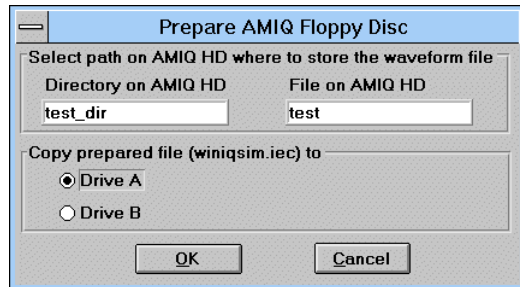 Prepare AMIQ Floppy Disc
Select path on AMIQ HD where to store the waveform file
Directory on AMIQ HD File on AMIQ HD
test_dir test
Copy prepared file (winiqsim.iec) to
Drive A
Drive B
OK Cancel